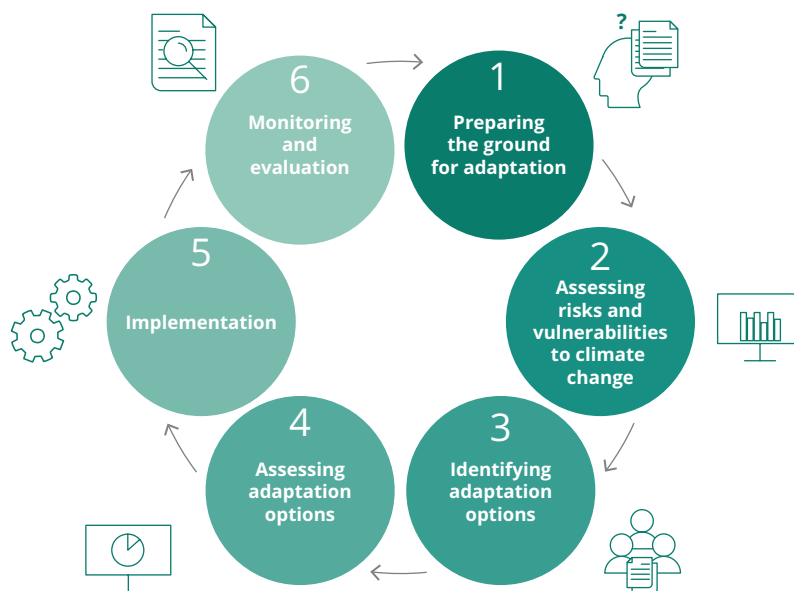 ?
1
Preparing
the ground
for adaptation
2
Assessing
risks and
vulnerabilities
to climate
change
3
Identifying
adaptation
options
4
Assessing
adaptation
options
5
Implementation
6
Monitoring
and
evaluation